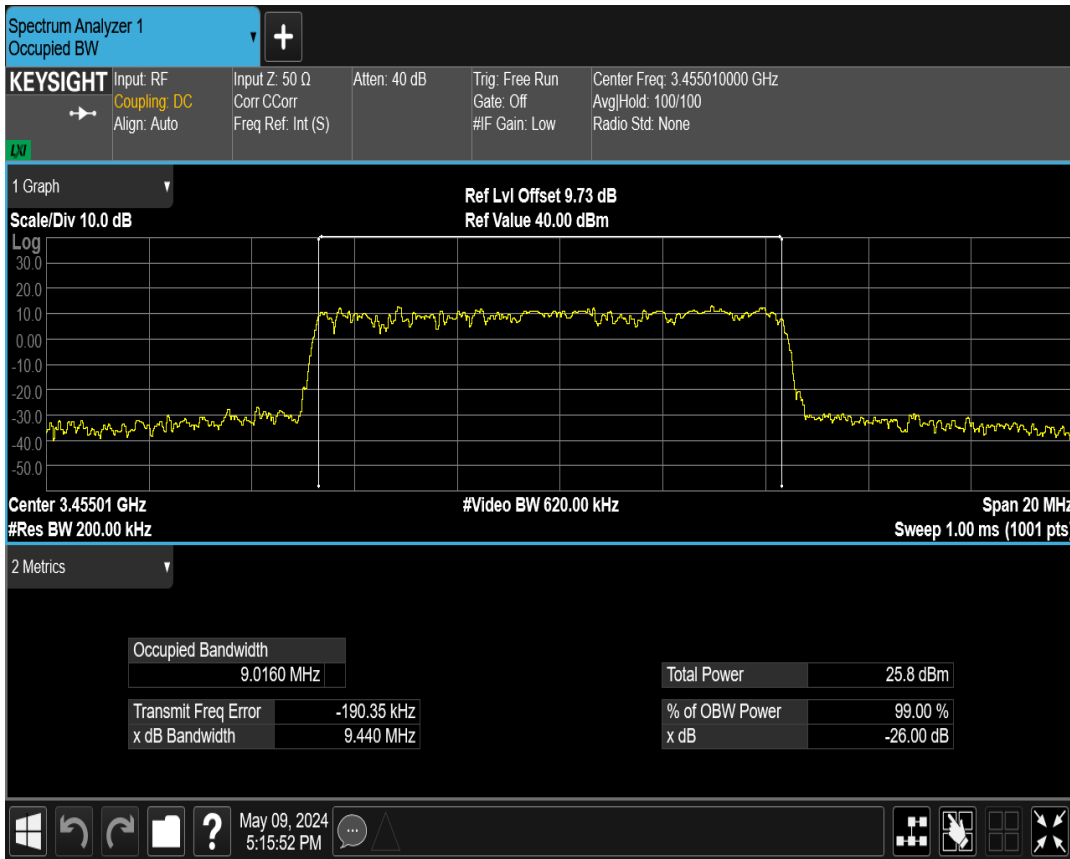 Spectrum Analyzer 1
Occupied BW
+
KEYSIGHT
LXI
Input: RF
Coupling: DC
Align: Auto
Input Z: 50 Ω
Corr CCorr
Freq Ref: Int (S)
Atten: 40 dB
Trig: Free Run
Gate: Off
#IF Gain: Low
Center Freq: 3.455010000 GHz
Avg|Hold: 100/100
Radio Std: None
1 Graph
Scale/Div 10.0 dB
Ref Lvl Offset 9.73 dB
Ref Value 40.00 dBm
Log
30.0
20.0
10.0
0.00
-10.0
-20.0
-30.0
-40.0
-50.0
Center 3.45501 GHz
#Video BW 620.00 kHz
Span 20 MHz
#Res BW 200.00 kHz
Sweep 1.00 ms (1001 pts)
2 Metrics
Occupied Bandwidth
9.0160 MHz
Total Power 25.8 dBm
Transmit Freq Error -190.35 kHz
% of OBW Power 99.00 %
x dB Bandwidth 9.440 MHz
x dB -26.00 dB
?
May 09, 2024
5:15:52 PM